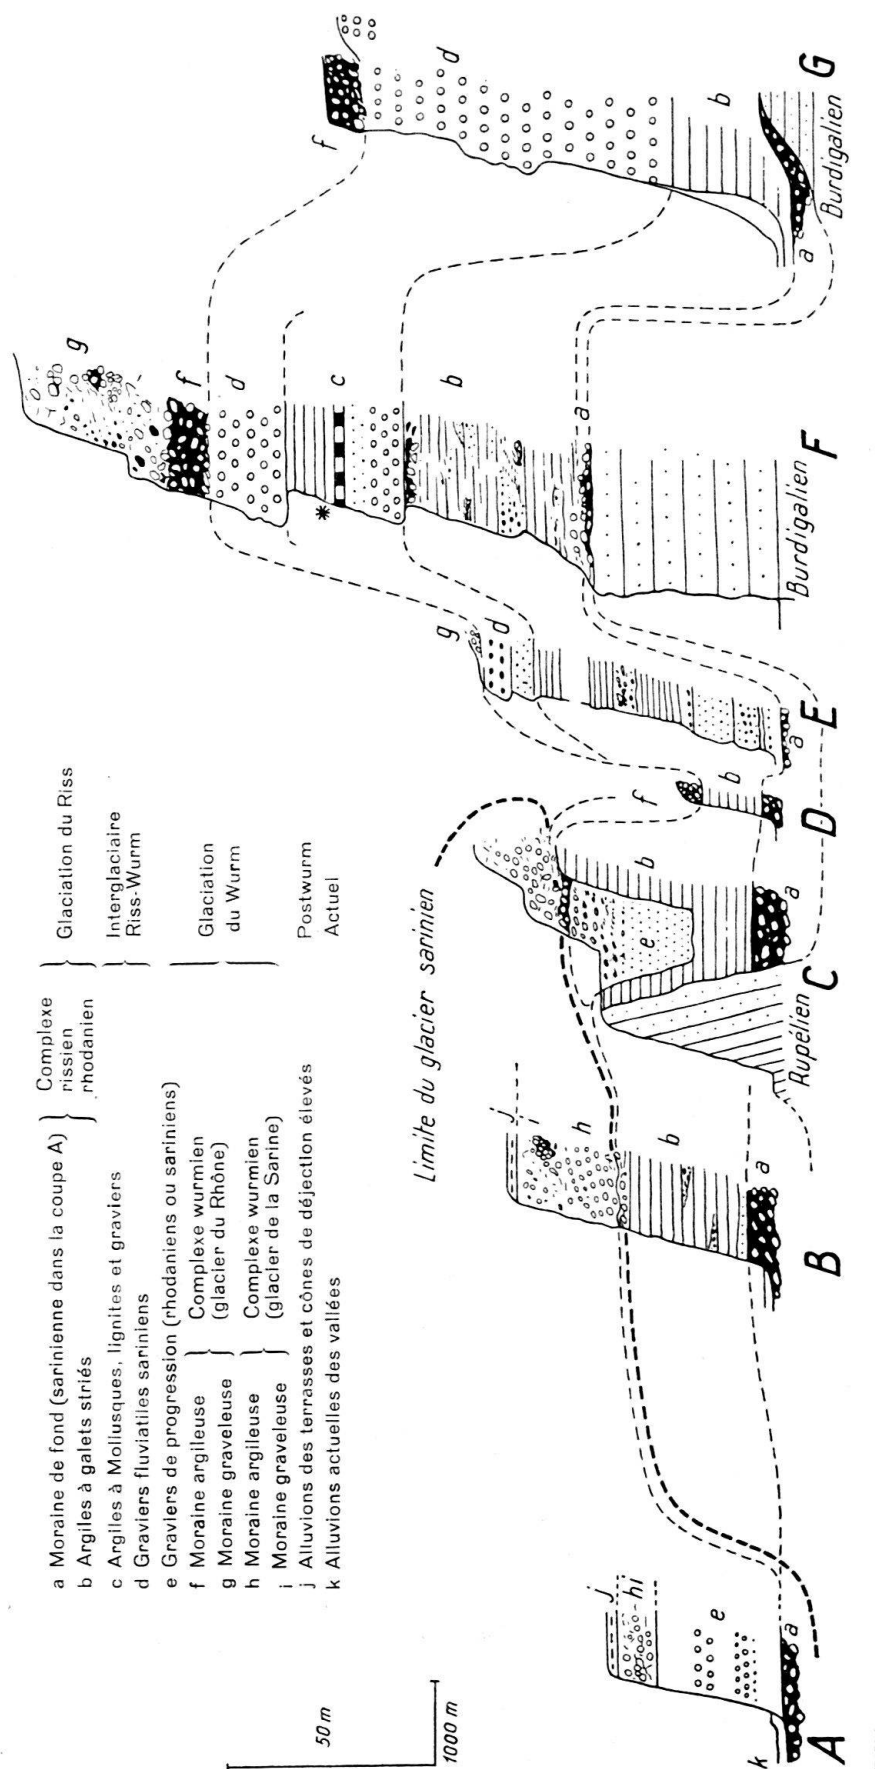 a Moraine de fond (sarinienne dans la coupe A) } Complexe
b Argiles à galets striés } rissien
rhodanien
} Glaciation du Riss
c Argiles à Mollusques, lignites et graviers } Interglaciaire
Riss-Wurm
d Graviers fluviatiles sariniens
e Graviers de progression (rhodaniens ou sariniens)
f Moraine argileuse } Complexe wurmien
g Moraine graveleuse } (glacier du Rhône)
h Moraine argileuse } Complexe wurmien
i Moraine graveleuse } (glacier de la Sarine)
} Glaciation
du Wurm
j Alluvions des terrasses et cônes de déjection élevés
k Alluvions actuelles des vallées
} Postwurm
Actuel
50 m
1000 m
Limite du glacier sarinien
j
hi
e
a
k
A
j
i
h
b
a
B
b
e
a
Rupélien
C
f
b
D
g
d
a
E
g
f
d
c
*
b
a
Burdigalien
F
f
d
b
a
Burdigalien
G